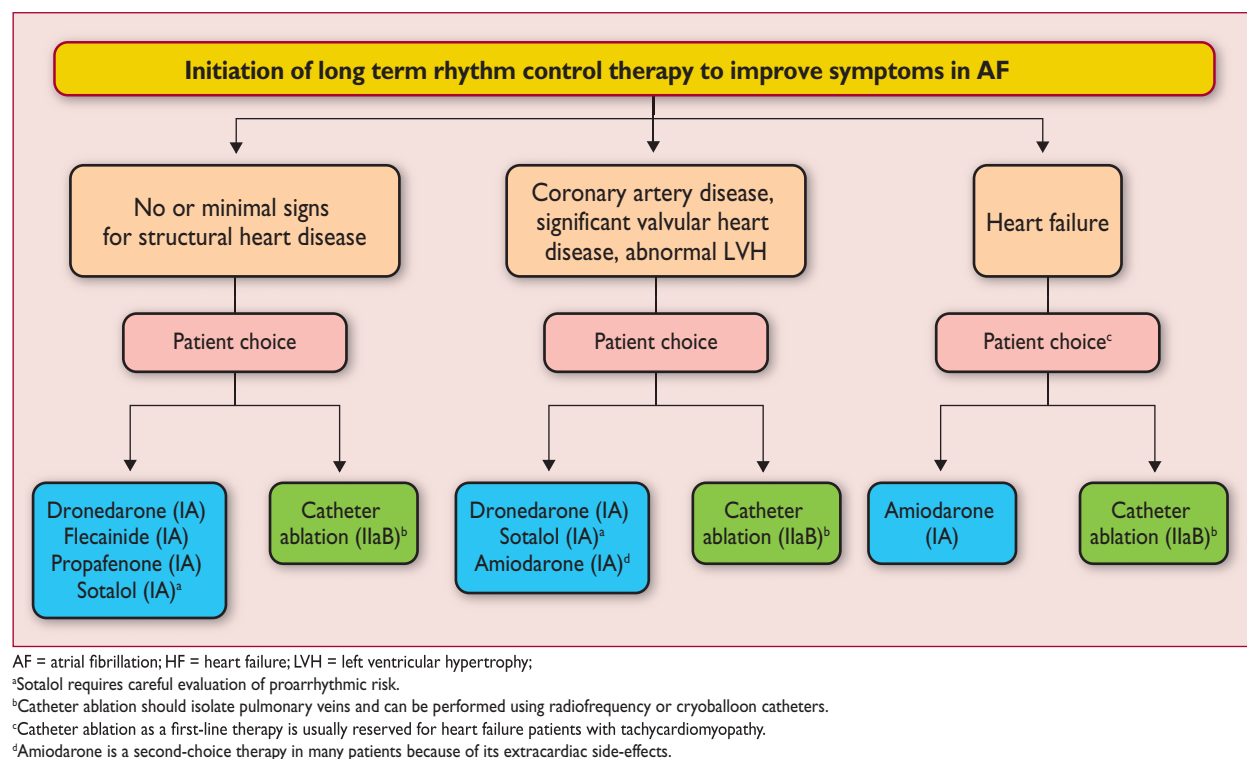 Initiation of long term rhythm control therapy to improve symptoms in AF
No or minimal signs
for structural heart disease
Coronary artery disease,
significant valvular heart
disease, abnormal LVH
Heart failure
Patient choice
Patient choice
Patient choiceᶜ
Dronedarone (IA)
Flecainide (IA)
Propafenone (IA)
Sotalol (IA)ᵃ
Catheter
ablation (IIaB)ᵇ
Dronedarone (IA)
Sotalol (IA)ᵃ
Amiodarone (IA)ᵈ
Catheter
ablation (IIaB)ᵇ
Amiodarone
(IA)
Catheter
ablation (IIaB)ᵇ
AF = atrial fibrillation; HF = heart failure; LVH = left ventricular hypertrophy;
ᵃSotalol requires careful evaluation of proarrhythmic risk.
ᵇCatheter ablation should isolate pulmonary veins and can be performed using radiofrequency or cryoballoon catheters.
ᶜCatheter ablation as a first-line therapy is usually reserved for heart failure patients with tachycardiomyopathy.
ᵈAmiodarone is a second-choice therapy in many patients because of its extracardiac side-effects.